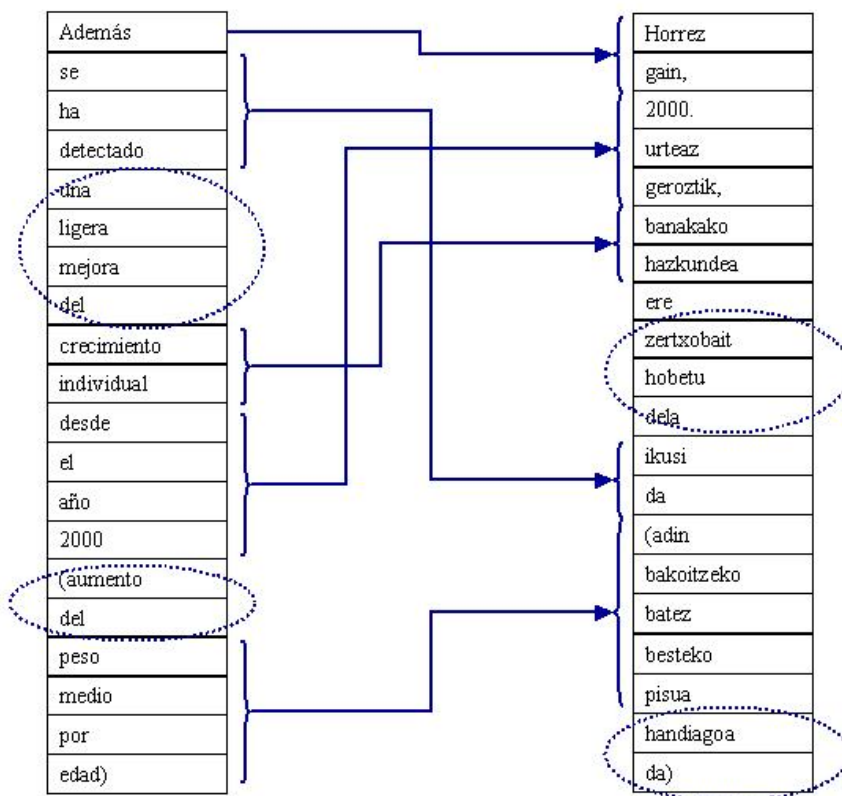 Además
se
ha
detectado
una
ligera
mejora
del
crecimiento
individual
desde
el
año
2000
(aumento
del
peso
medio
por
edad)
Horrez
gain,
2000.
urteaz
geroztik,
banakako
hazkundea
ere
zertxobait
hobetu
dela
ikusi
da
(adin
bakoitzeko
batez
besteko
pisua
handiagoa
da)